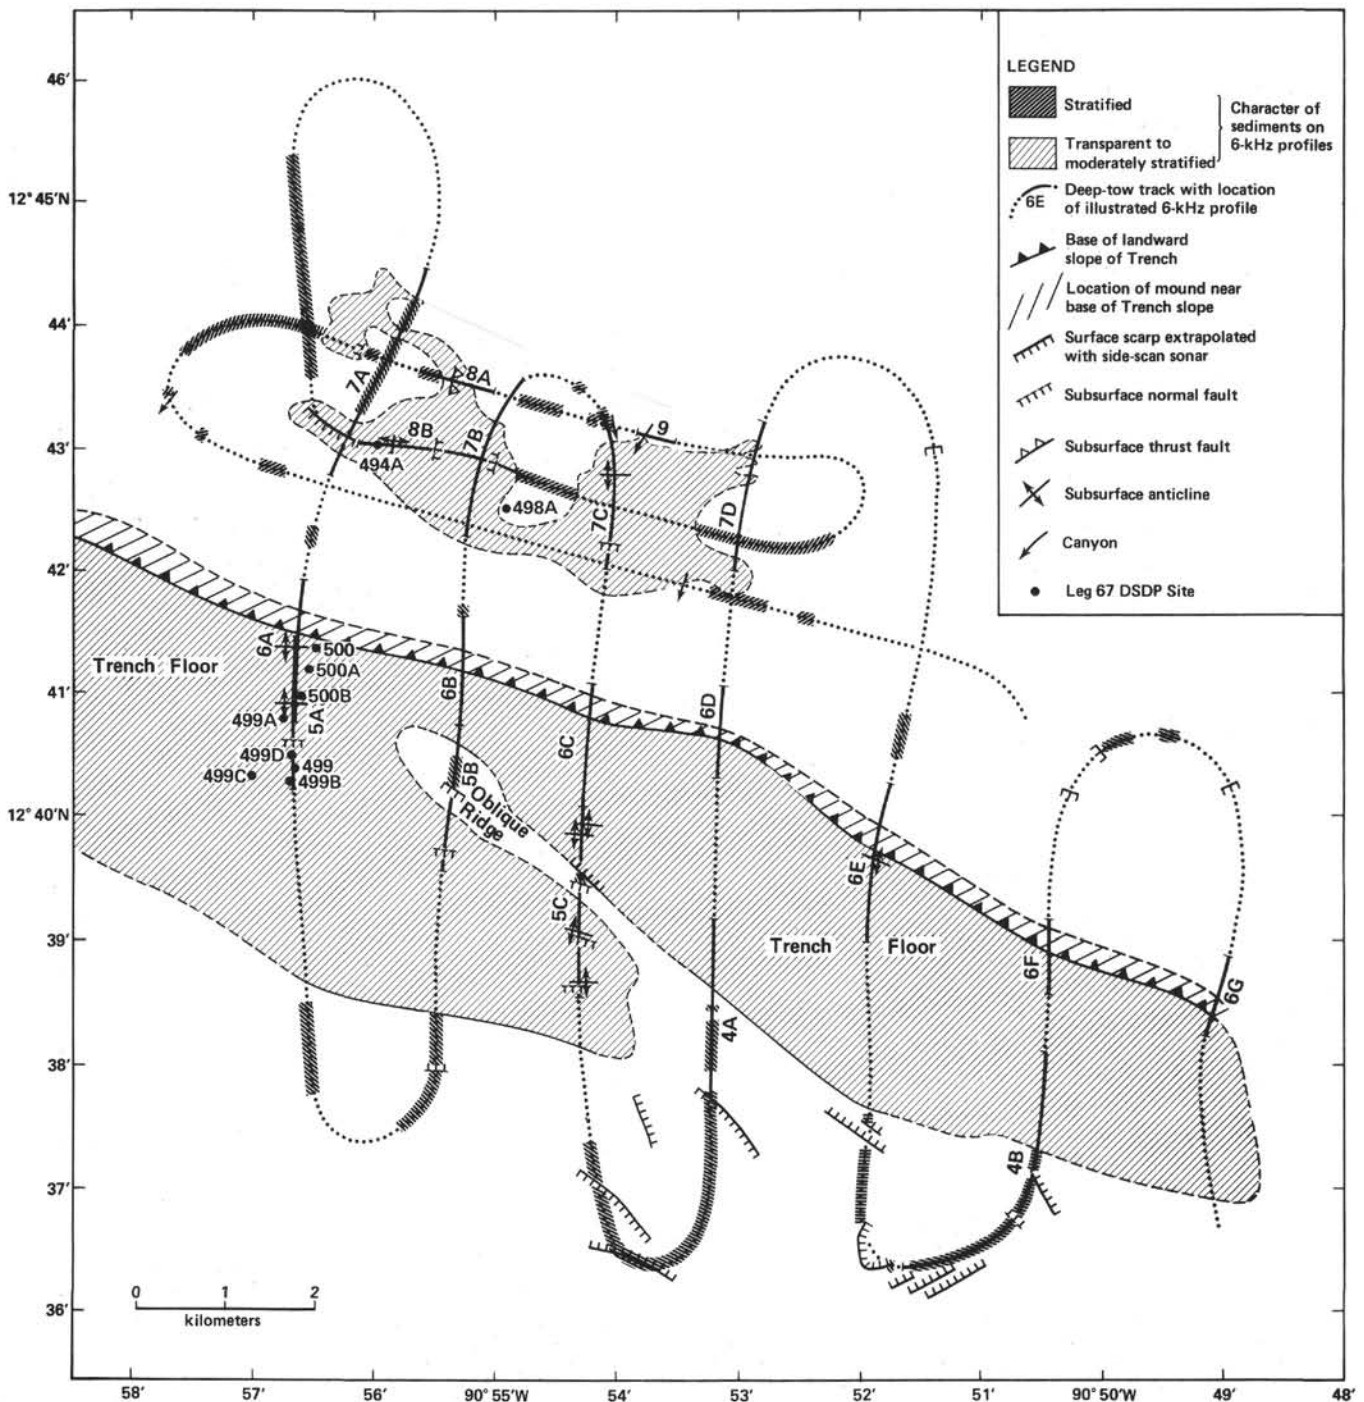 LEGEND
Stratified
Transparent to
moderately stratified
Character of
sediments on
6-kHz profiles
6E
Deep-tow track with location
of illustrated 6-kHz profile
Base of landward
slope of Trench
Location of mound near
base of Trench slope
Surface scarp extrapolated
with side-scan sonar
Subsurface normal fault
Subsurface thrust fault
Subsurface anticline
Canyon
Leg 67 DSDP Site
46′
12° 45′N
44′
43′
42′
41′
12° 40′N
39′
38′
37′
36′
7A
8A
8B
7B
9
494A
498A
7C
7D
6A
500
500A
500B
499A
5A
499D
499
499C
499B
Trench Floor
6B
5B
Oblique
Ridge
6C
6D
5C
6E
Trench Floor
6F
6G
4A
4B
0 1 2
kilometers
58′ 57′ 56′ 90° 55′W 54′ 53′ 52′ 51′ 90° 50′W 49′ 48′